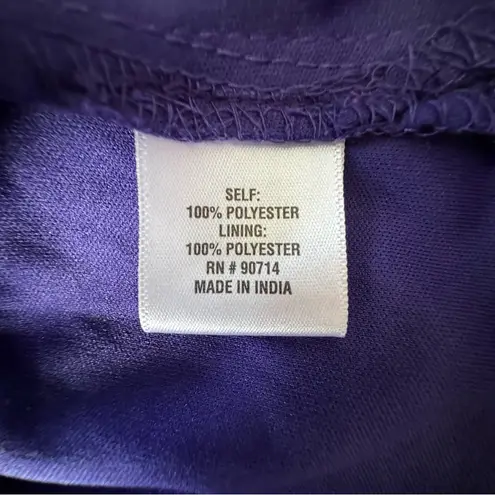 SELF:
100% POLYESTER
LINING:
100% POLYESTER
RN # 90714
MADE IN INDIA